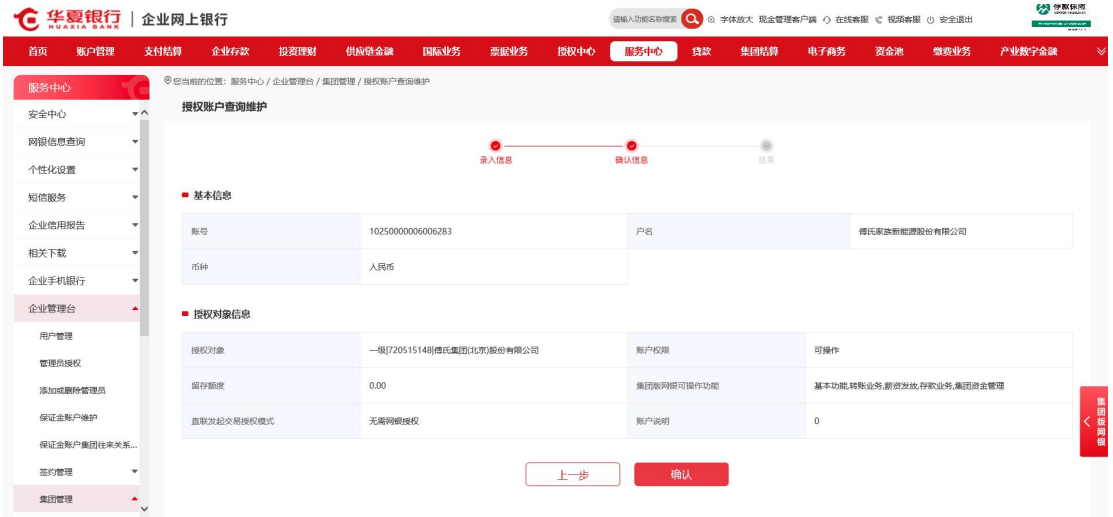 华夏银行 企业网上银行
HUAXIA BANK
请输入功能名称搜索 字体放大 现金管理客户端 在线客服 视频客服 安全退出
存款保险
首页 账户管理 支付结算 企业存款 投资理财 供应链金融 国际业务 票据业务 授权中心 服务中心 贷款 集团结算 电子商务 资金池 缴费业务 产业数字金融
服务中心
安全中心
网银信息查询
个性化设置
短信服务
企业信用报告
相关下载
企业手机银行
企业管理台
用户管理
管理员授权
添加或删除管理员
保证金账户维护
保证金账户集团往来关系...
签约管理
集团管理
您当前的位置: 服务中心 / 企业管理台 / 集团管理 / 授权账户查询维护
授权账户查询维护
录入信息 确认信息 结果
基本信息
账号 10250000006006283 户名 傅氏家族新能源股份有限公司
币种 人民币
授权对象信息
授权对象 一级|720515148|傅氏集团(北京)股份有限公司 账户权限 可操作
留存额度 0.00 集团版网银可操作功能 基本功能,转账业务,薪资发放,存款业务,集团资金管理
直联发起交易授权模式 无需网银授权 账户说明 0
上一步 确认
集团版网银